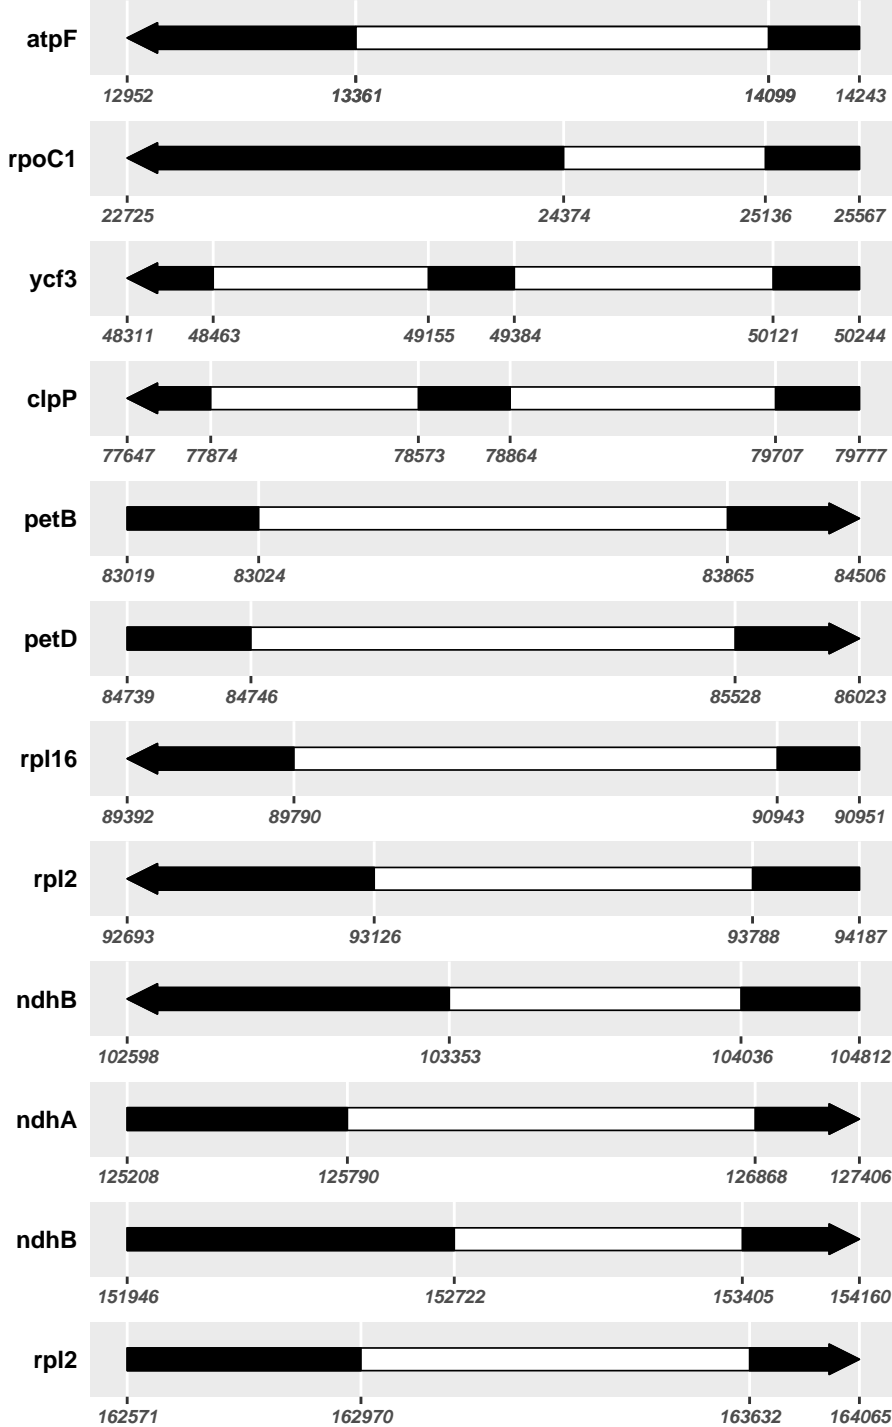 atpF
12952 13361 14099 14243
rpoC1
22725 24374 25136 25567
ycf3
48311 48463 49155 49384 50121 50244
clpP
77647 77874 78573 78864 79707 79777
petB
83019 83024 83865 84506
petD
84739 84746 85528 86023
rpl16
89392 89790 90943 90951
rpl2
92693 93126 93788 94187
ndhB
102598 103353 104036 104812
ndhA
125208 125790 126868 127406
ndhB
151946 152722 153405 154160
rpl2
162571 162970 163632 164065